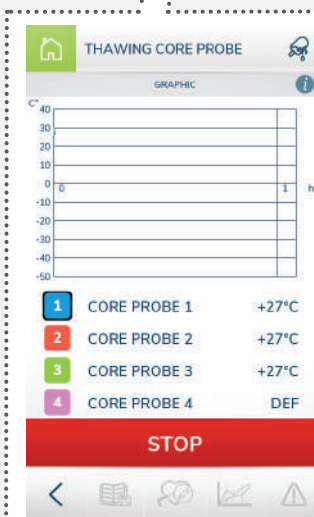 THAWING CORE PROBE
GRAPHIC
i
C°
40
30
20
10
0
0 1 h
-10
-20
-30
-40
-50
1 CORE PROBE 1 +27°C
2 CORE PROBE 2 +27°C
3 CORE PROBE 3 +27°C
4 CORE PROBE 4 DEF
STOP